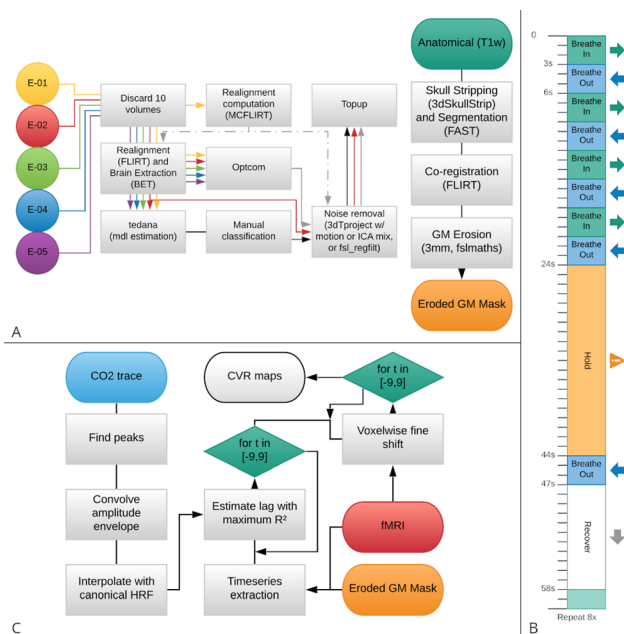 E-01
E-02
E-03
E-04
E-05
Discard 10
volumes
Realignment
computation
(MCFLIRT)
Topup
Realignment
(FLIRT) and
Brain Extraction
(BET)
Optcom
tedana
(mdl estimation)
Manual
classification
Noise removal
(3dTproject w/
motion or ICA mix,
or fsl_regfilt)
Anatomical (T1w)
Skull Stripping
(3dSkullStrip)
and Segmentation
(FAST)
Co-registration
(FLIRT)
GM Erosion
(3mm, fslmaths)
Eroded GM Mask
A
CO2 trace
Find peaks
Convolve
amplitude
envelope
Interpolate with
canonical HRF
CVR maps
for t in
[-9,9]
for t in
[-9,9]
Voxelwise fine
shift
Estimate lag with
maximum R²
fMRI
Timeseries
extraction
Eroded GM Mask
C
0
Breathe
In
3s
Breathe
Out
6s
Breathe
In
Breathe
Out
Breathe
In
Breathe
Out
Breathe
In
Breathe
Out
24s
Hold
!
44s
Breathe
Out
47s
Recover
58s
Repeat 8x
B